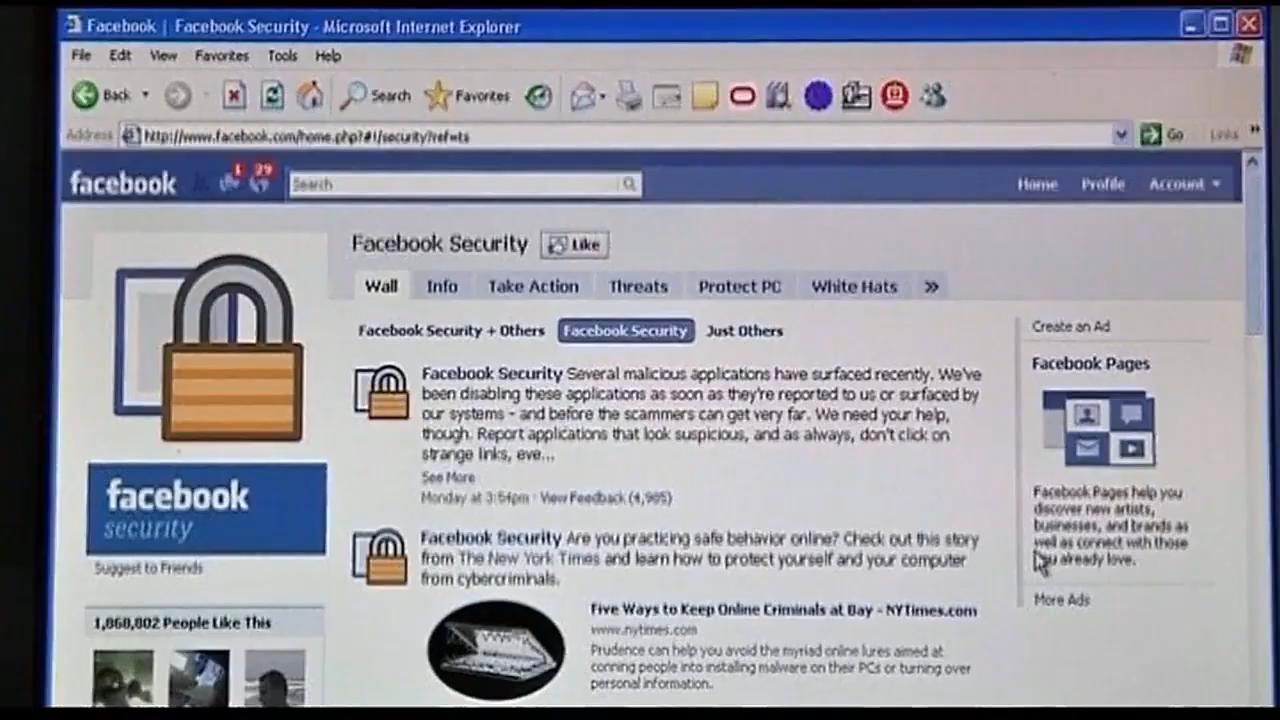 Facebook | Facebook Security - Microsoft Internet Explorer
File Edit View Favorites Tools Help
Back Search Favorites
Address http://www.facebook.com/home.php?#!/security?ref=ts Go Links
facebook 1 29 Search Home Profile Account
Facebook Security Like
Wall Info Take Action Threats Protect PC White Hats »
Facebook Security + Others Facebook Security Just Others
Facebook Security Several malicious applications have surfaced recently. We've
been disabling these applications as soon as they're reported to us or surfaced by
our systems - and before the scammers can get very far. We need your help,
though. Report applications that look suspicious, and as always, don't click on
strange links, eve...
See More
Monday at 3:54pm · View Feedback (4,985)
Facebook Security Are you practicing safe behavior online? Check out this story
from The New York Times and learn how to protect yourself and your computer
from cybercriminals.
Five Ways to Keep Online Criminals at Bay - NYTimes.com
www.nytimes.com
Prudence can help you avoid the myriad online lures aimed at
conning people into installing malware on their PCs or turning over
personal information.
facebook
security
Suggest to Friends
1,868,802 People Like This
Create an Ad
Facebook Pages
Facebook Pages help you
discover new artists,
businesses, and brands as
well as connect with those
you already love.
More Ads